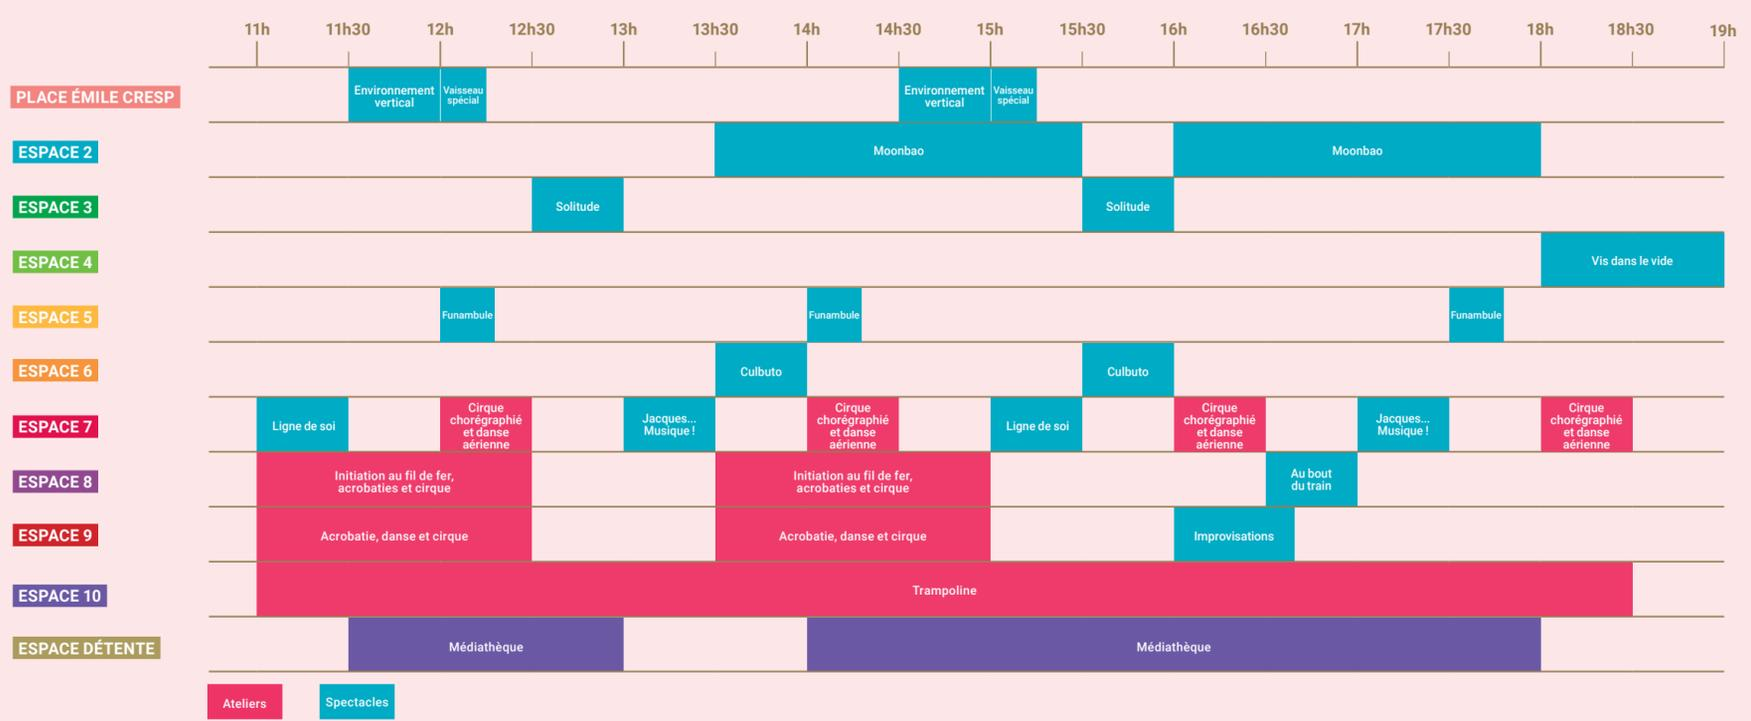 11h 11h30 12h 12h30 13h 13h30 14h 14h30 15h 15h30 16h 16h30 17h 17h30 18h 18h30 19h
PLACE ÉMILE CRESP
Environnement
vertical
Vaisseau
spécial
Environnement
vertical
Vaisseau
spécial
ESPACE 2
Moonbao
Moonbao
ESPACE 3
Solitude
Solitude
ESPACE 4
Vis dans le vide
ESPACE 5
Funambule
Funambule
Funambule
ESPACE 6
Culbuto
Culbuto
ESPACE 7
Ligne de soi
Cirque
chorégraphié
et danse
aérienne
Jacques...
Musique !
Cirque
chorégraphié
et danse
aérienne
Ligne de soi
Cirque
chorégraphié
et danse
aérienne
Jacques...
Musique !
Cirque
chorégraphié
et danse
aérienne
ESPACE 8
Initiation au fil de fer,
acrobaties et cirque
Initiation au fil de fer,
acrobaties et cirque
Au bout
du train
ESPACE 9
Acrobatie, danse et cirque
Acrobatie, danse et cirque
Improvisations
ESPACE 10
Trampoline
ESPACE DÉTENTE
Médiathèque
Médiathèque
Ateliers
Spectacles